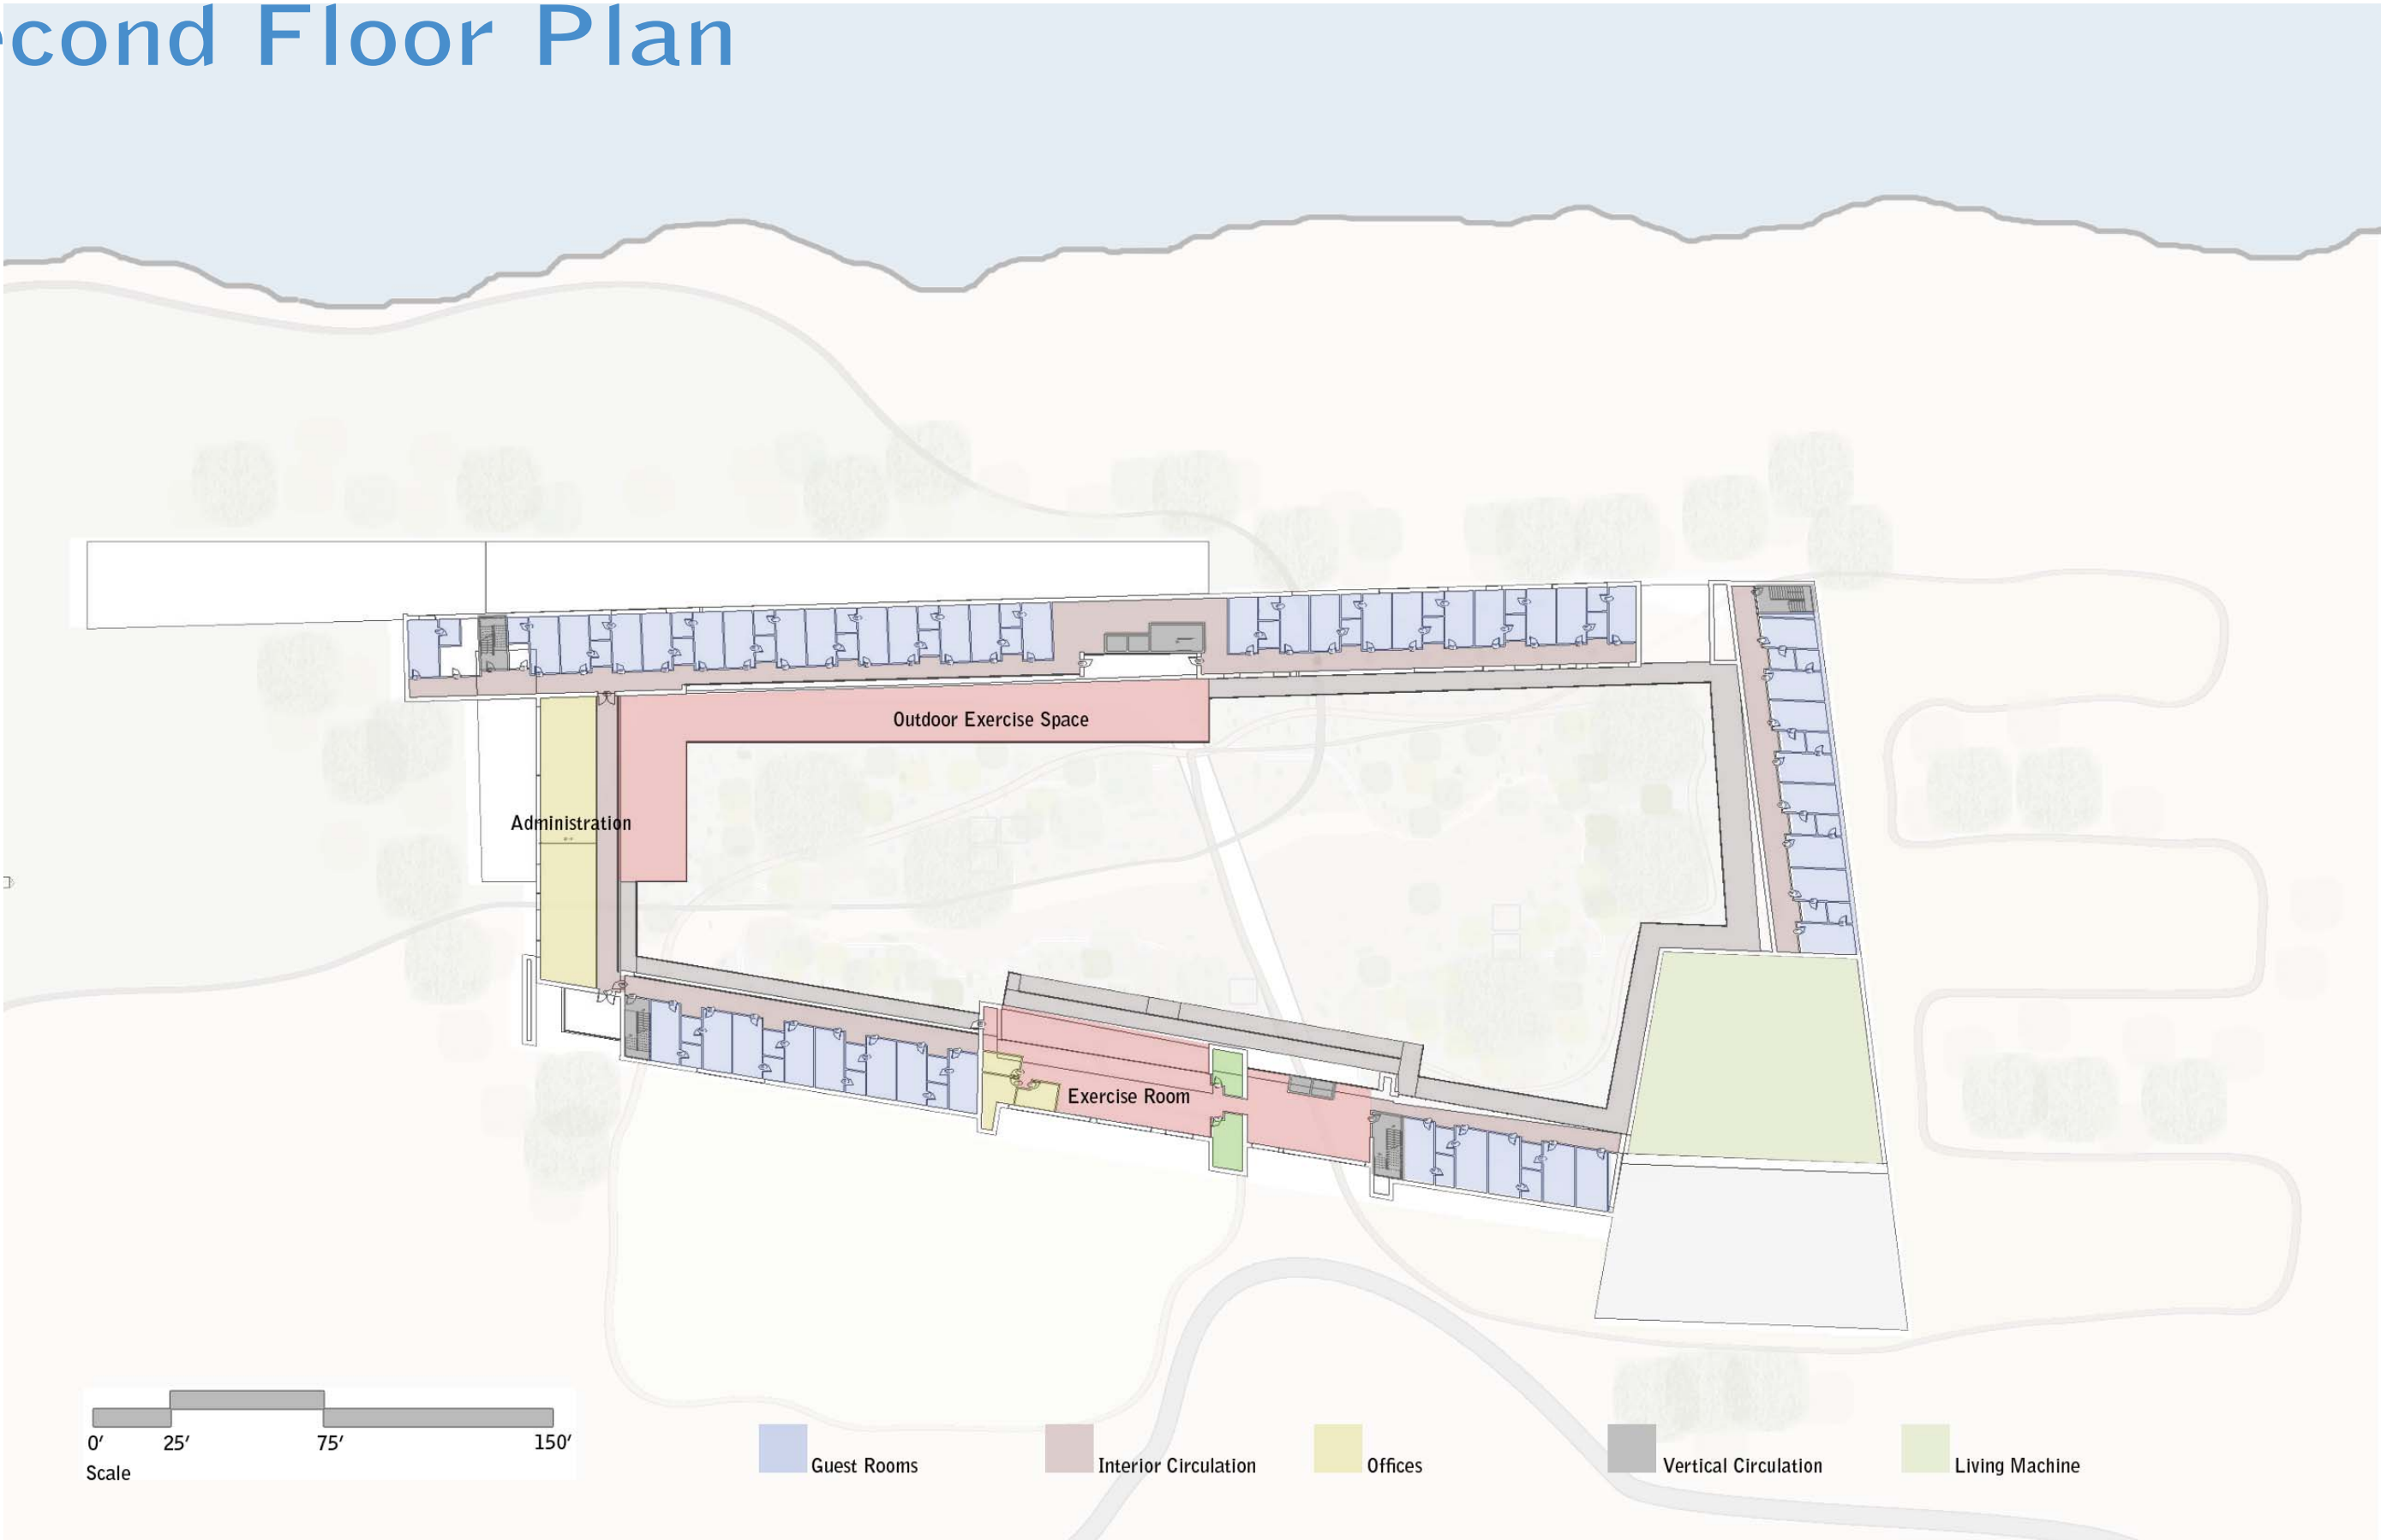 econd Floor Plan
Outdoor Exercise Space
Administration
Exercise Room
0' 25' 75' 150'
Scale
Guest Rooms
Interior Circulation
Offices
Vertical Circulation
Living Machine